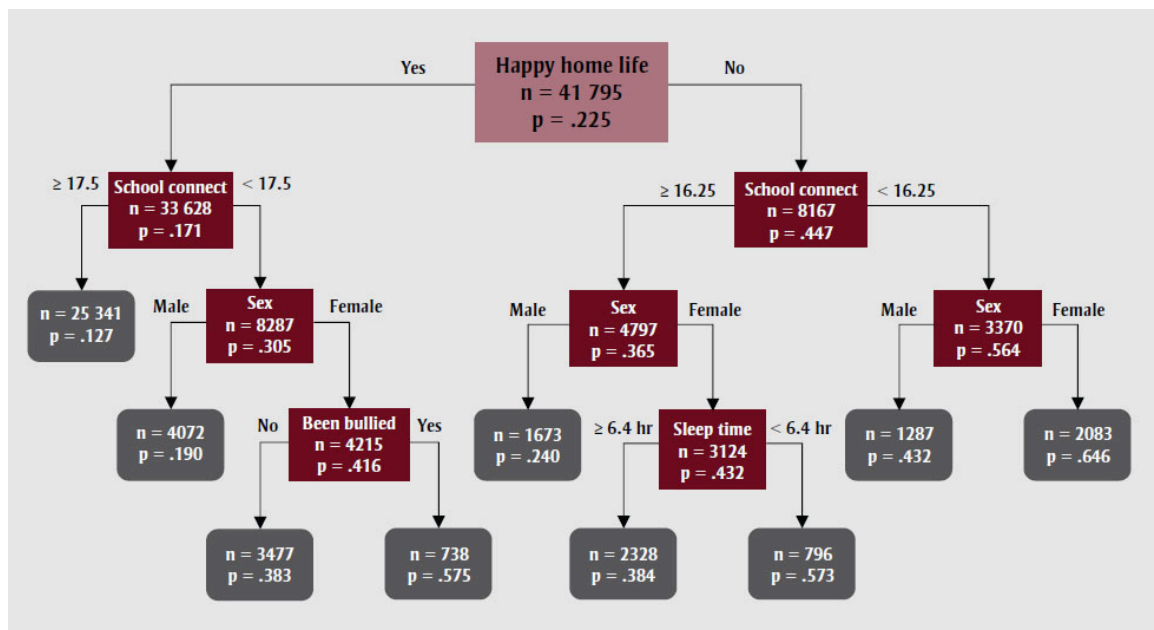 Happy home life
n = 41 795
p = .225
Yes
No
≥ 17.5
School connect
n = 33 628
p = .171
< 17.5
≥ 16.25
School connect
n = 8167
p = .447
< 16.25
n = 25 341
p = .127
Male
Sex
n = 8287
p = .305
Female
Male
Sex
n = 4797
p = .365
Female
Male
Sex
n = 3370
p = .564
Female
n = 4072
p = .190
No
Been bullied
n = 4215
p = .416
Yes
n = 1673
p = .240
≥ 6.4 hr
Sleep time
n = 3124
p = .432
< 6.4 hr
n = 1287
p = .432
n = 2083
p = .646
n = 3477
p = .383
n = 738
p = .575
n = 2328
p = .384
n = 796
p = .573